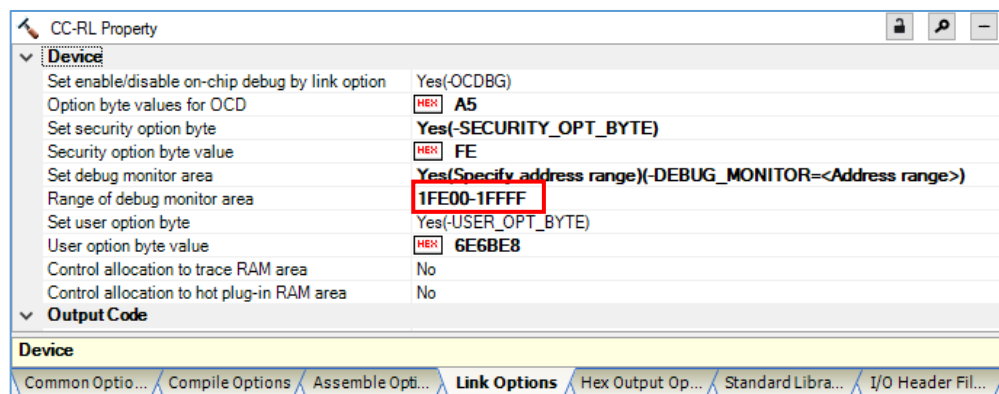 CC-RL Property
Device
Set enable/disable on-chip debug by link option Yes(-OCDBG)
Option byte values for OCD HEX A5
Set security option byte Yes(-SECURITY_OPT_BYTE)
Security option byte value HEX FE
Set debug monitor area Yes(Specify address range)(-DEBUG_MONITOR=<Address range>)
Range of debug monitor area 1FE00-1FFFF
Set user option byte Yes(-USER_OPT_BYTE)
User option byte value HEX 6E6BE8
Control allocation to trace RAM area No
Control allocation to hot plug-in RAM area No
Output Code
Device
Common Optio... Compile Options Assemble Opti... Link Options Hex Output Op... Standard Libra... I/O Header Fil...